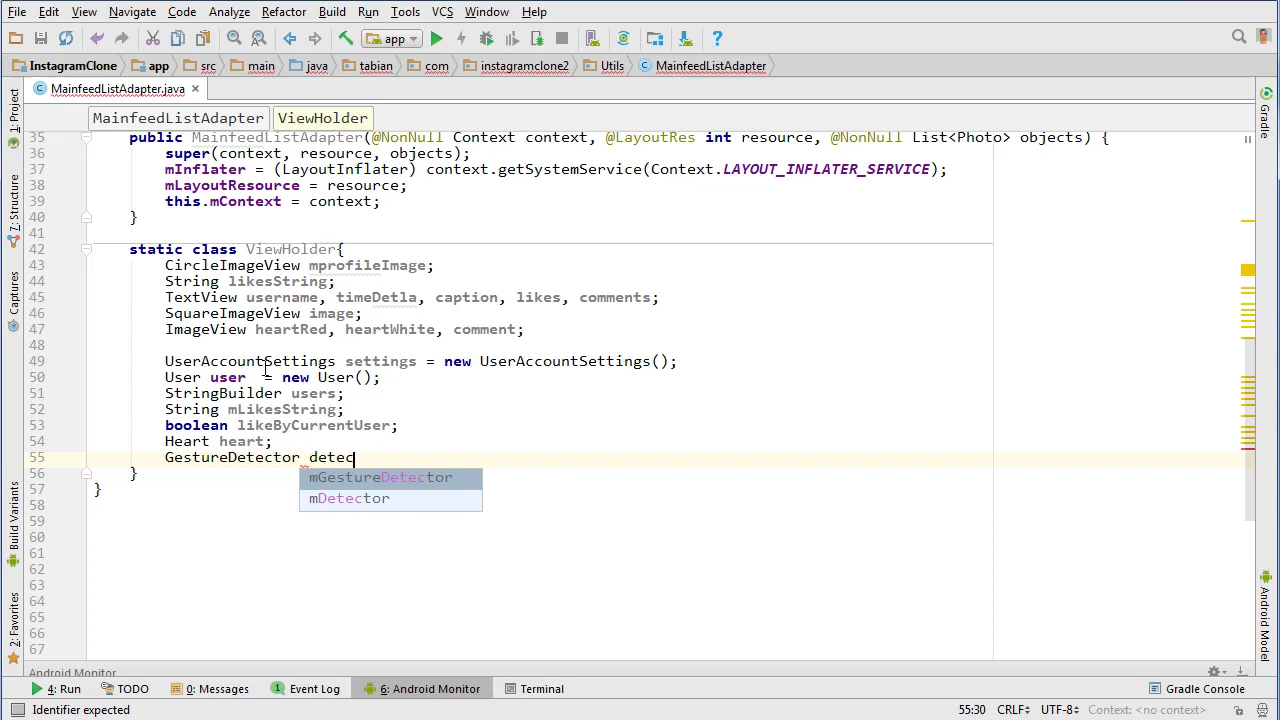 File Edit View Navigate Code Analyze Refactor Build Run Tools VCS Window Help
app
InstagramClone app src main java tabian com instagramclone2 Utils MainfeedListAdapter
MainfeedListAdapter.java
MainfeedListAdapter ViewHolder
35 public MainfeedListAdapter(@NonNull Context context, @LayoutRes int resource, @NonNull List<Photo> objects) {
36 super(context, resource, objects);
37 mInflater = (LayoutInflater) context.getSystemService(Context.LAYOUT_INFLATER_SERVICE);
38 mLayoutResource = resource;
39 this.mContext = context;
40 }
41
42 static class ViewHolder{
43 CircleImageView mprofileImage;
44 String likesString;
45 TextView username, timeDetla, caption, likes, comments;
46 SquareImageView image;
47 ImageView heartRed, heartWhite, comment;
48
49 UserAccountSettings settings = new UserAccountSettings();
50 User user = new User();
51 StringBuilder users;
52 String mLikesString;
53 boolean likeByCurrentUser;
54 Heart heart;
55 GestureDetector detec
56 }
57 }
58
59
60
61
62
63
64
65
66
67
mGestureDetector
mDetector
1: Project
7: Structure
Captures
Build Variants
2: Favorites
Gradle
Android Model
Android Monitor
4: Run TODO 0: Messages Event Log 6: Android Monitor Terminal Gradle Console
Identifier expected 55:30 CRLF÷ UTF-8÷ Context: <no context>